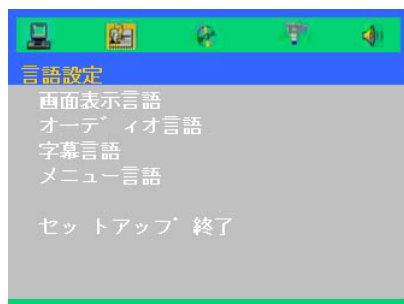 言語設定
画面表示言語
オーディオ言語
字幕言語
メニュー言語
セットアップ終了